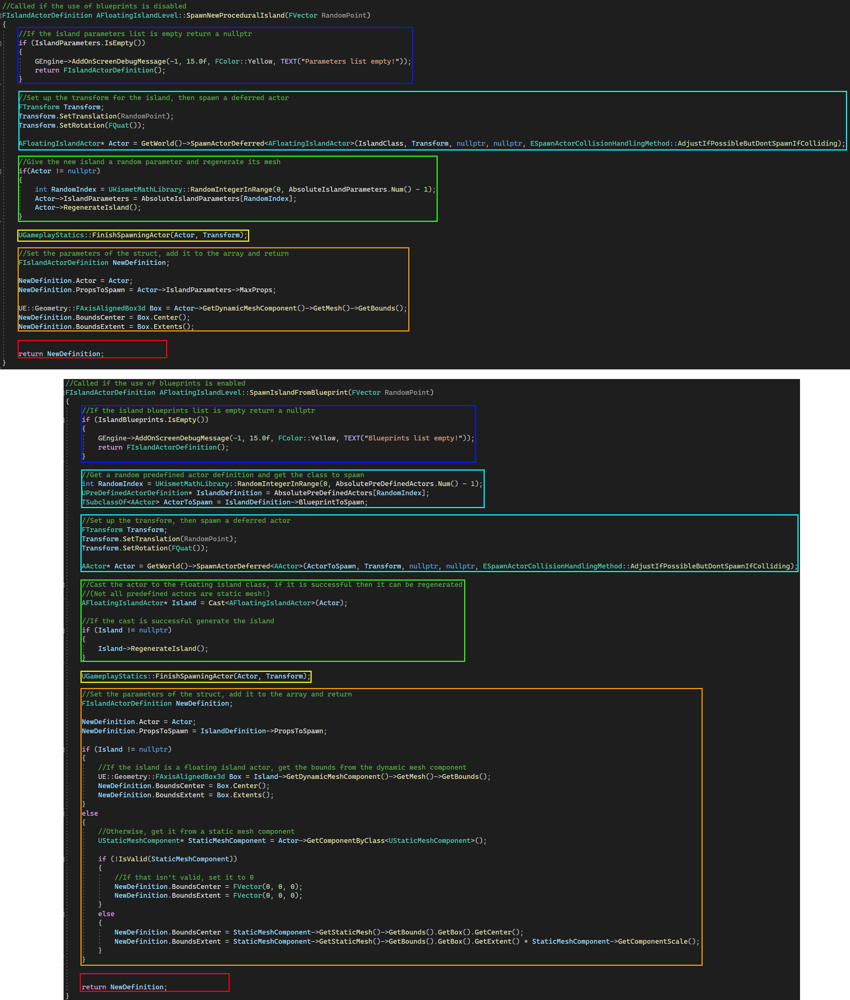 //Called if the use of blueprints is disabled
FIslandActorDefinition AFloatingIslandLevel::SpawnNewProceduralIsland(FVector RandomPoint)
{
//If the island parameters list is empty return a nullptr
if (IslandParameters.IsEmpty())
{
GEngine->AddOnScreenDebugMessage(-1, 15.0f, FColor::Yellow, TEXT("Parameters list empty!"));
return FIslandActorDefinition();
}
//Set up the transform for the island, then spawn a deferred actor
FTransform Transform;
Transform.SetTranslation(RandomPoint);
Transform.SetRotation(FQuat());
AFloatingIslandActor* Actor = GetWorld()->SpawnActorDeferred<AFloatingIslandActor>(IslandClass, Transform, nullptr, nullptr, ESpawnActorCollisionHandlingMethod::AdjustIfPossibleButDontSpawnIfColliding);
//Give the new island a random parameter and regenerate its mesh
if(Actor != nullptr)
{
int RandomIndex = UKismetMathLibrary::RandomIntegerInRange(0, AbsoluteIslandParameters.Num() - 1);
Actor->IslandParameters = AbsoluteIslandParameters[RandomIndex];
Actor->RegenerateIsland();
}
UGameplayStatics::FinishSpawningActor(Actor, Transform);
//Set the parameters of the struct, add it to the array and return
FIslandActorDefinition NewDefinition;
NewDefinition.Actor = Actor;
NewDefinition.PropsToSpawn = Actor->IslandParameters->MaxProps;
UE::Geometry::FAxisAlignedBox3d Box = Actor->GetDynamicMeshComponent()->GetMesh()->GetBounds();
NewDefinition.BoundsCenter = Box.Center();
NewDefinition.BoundsExtent = Box.Extents();
return NewDefinition;
}
//Called if the use of blueprints is enabled
FIslandActorDefinition AFloatingIslandLevel::SpawnIslandFromBlueprint(FVector RandomPoint)
{
//If the island blueprints list is empty return a nullptr
if (IslandBlueprints.IsEmpty())
{
GEngine->AddOnScreenDebugMessage(-1, 15.0f, FColor::Yellow, TEXT("Blueprints list empty!"));
return FIslandActorDefinition();
}
//Get a random predefined actor definition and get the class to spawn
int RandomIndex = UKismetMathLibrary::RandomIntegerInRange(0, AbsolutePreDefinedActors.Num() - 1);
UPreDefinedActorDefinition* IslandDefinition = AbsolutePreDefinedActors[RandomIndex];
TSubclassOf<AActor> ActorToSpawn = IslandDefinition->BlueprintToSpawn;
//Set up the transform, then spawn a deferred actor
FTransform Transform;
Transform.SetTranslation(RandomPoint);
Transform.SetRotation(FQuat());
AActor* Actor = GetWorld()->SpawnActorDeferred<AActor>(ActorToSpawn, Transform, nullptr, nullptr, ESpawnActorCollisionHandlingMethod::AdjustIfPossibleButDontSpawnIfColliding);
//Cast the actor to the floating island class, if it is successful then it can be regenerated
//(Not all predefined actors are static mesh!)
AFloatingIslandActor* Island = Cast<AFloatingIslandActor>(Actor);
//If the cast is successful generate the island
if (Island != nullptr)
{
Island->RegenerateIsland();
}
UGameplayStatics::FinishSpawningActor(Actor, Transform);
//Set the parameters of the struct, add it to the array and return
FIslandActorDefinition NewDefinition;
NewDefinition.Actor = Actor;
NewDefinition.PropsToSpawn = IslandDefinition->PropsToSpawn;
if (Island != nullptr)
{
//If the island is a floating island actor, get the bounds from the dynamic mesh component
UE::Geometry::FAxisAlignedBox3d Box = Island->GetDynamicMeshComponent()->GetMesh()->GetBounds();
NewDefinition.BoundsCenter = Box.Center();
NewDefinition.BoundsExtent = Box.Extents();
}
else
{
//Otherwise, get it from a static mesh component
UStaticMeshComponent* StaticMeshComponent = Actor->GetComponentByClass<UStaticMeshComponent>();
if (!IsValid(StaticMeshComponent))
{
//If that isn't valid, set it to 0
NewDefinition.BoundsCenter = FVector(0, 0, 0);
NewDefinition.BoundsExtent = FVector(0, 0, 0);
}
else
{
NewDefinition.BoundsCenter = StaticMeshComponent->GetStaticMesh()->GetBounds().GetBox().GetCenter();
NewDefinition.BoundsExtent = StaticMeshComponent->GetStaticMesh()->GetBounds().GetBox().GetExtent() * StaticMeshComponent->GetComponentScale();
}
}
return NewDefinition;
}